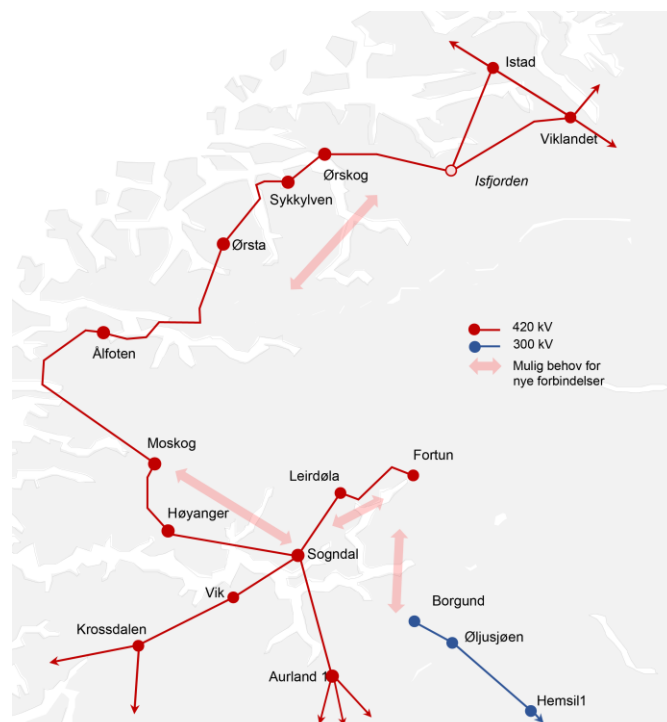 Istad
Viklandet
Ørskog
Isfjorden
Sykkylven
Ørsta
420 kV
300 kV
Ålfoten
Mulig behov for
nye forbindelser
Moskog
Fortun
Leirdøla
Høyanger
Sogndal
Vik
Borgund
Krossdalen
Øljusjøen
Aurland 1
Hemsil1